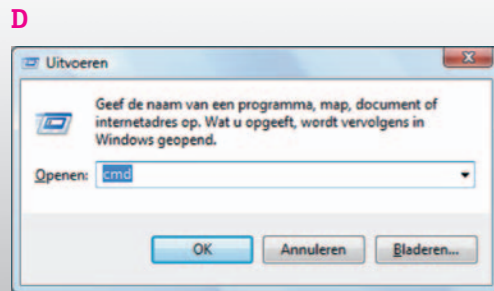 D
Uitvoeren
Geef de naam van een programma, map, document of
internetadres op. Wat u opgeeft, wordt vervolgens in
Windows geopend.
Openen: cmd
OK Annuleren Bladeren...